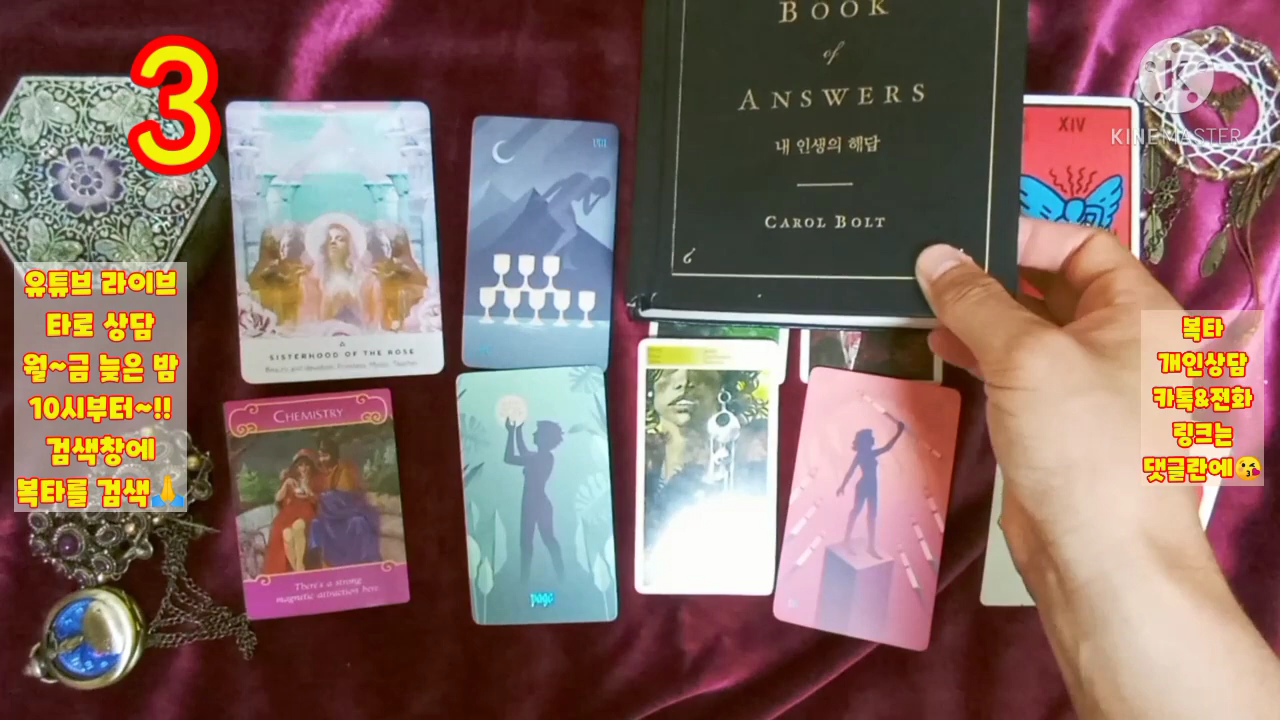 3
BOOK
of
ANSWERS
내 인생의 해답
CAROL BOLT
XIV
KINEMASTER
VIII
SISTERHOOD OF THE ROSE
CHEMISTRY
There's a strong
magnetic attraction here
page
유튜브 라이브
타로 상담
월~금 늦은 밤
10시부터~!!
검색창에
복타를 검색🙏
복타
개인상담
카톡&전화
링크는
댓글란에😘